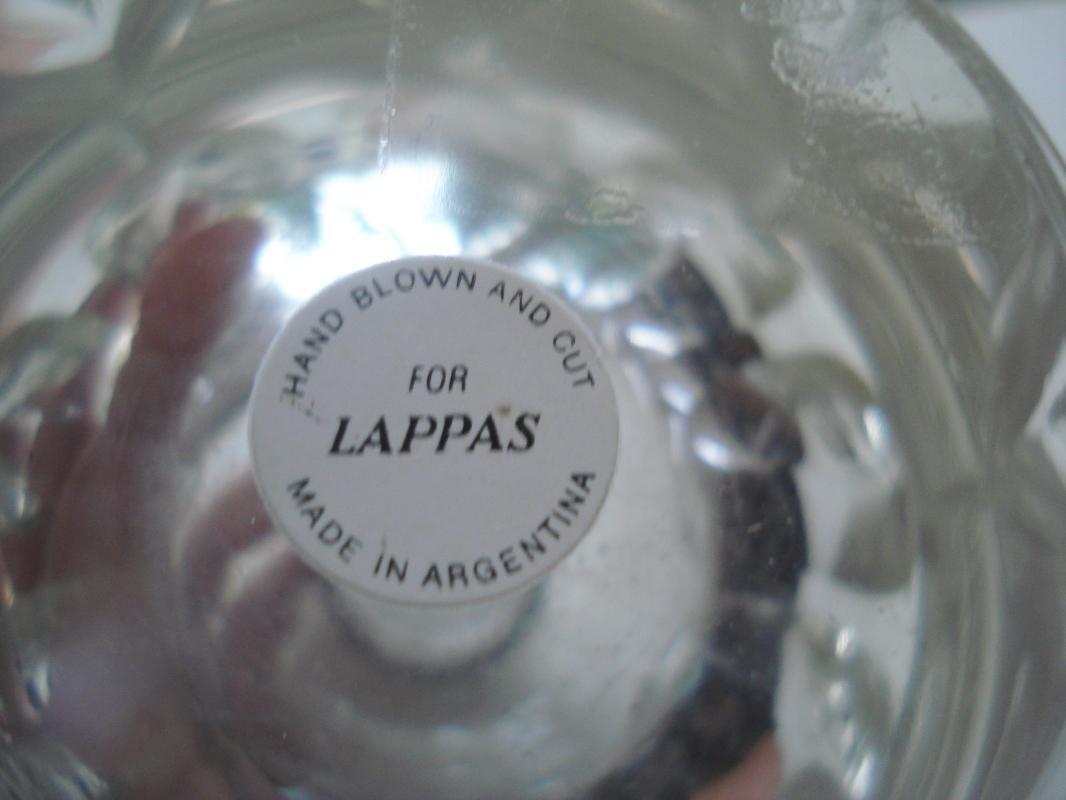 HAND BLOWN AND CUT
FOR
LAPPAS
MADE IN ARGENTINA